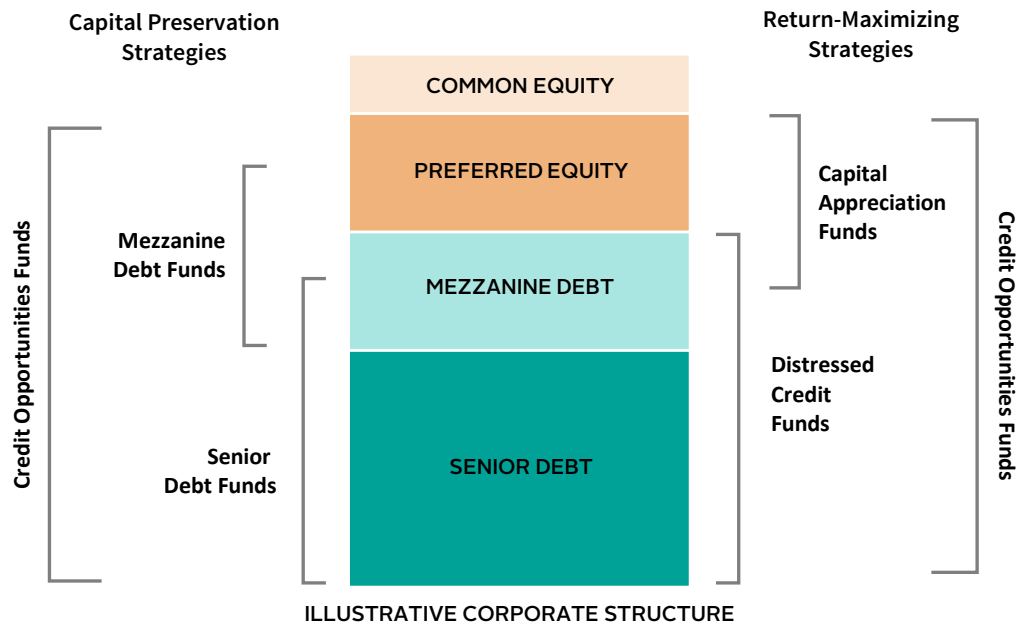 Capital Preservation
Strategies
Return-Maximizing
Strategies
COMMON EQUITY
PREFERRED EQUITY
MEZZANINE DEBT
SENIOR DEBT
Credit Opportunities Funds
Mezzanine
Debt Funds
Senior
Debt Funds
Capital
Appreciation
Funds
Distressed
Credit
Funds
Credit Opportunities Funds
ILLUSTRATIVE CORPORATE STRUCTURE